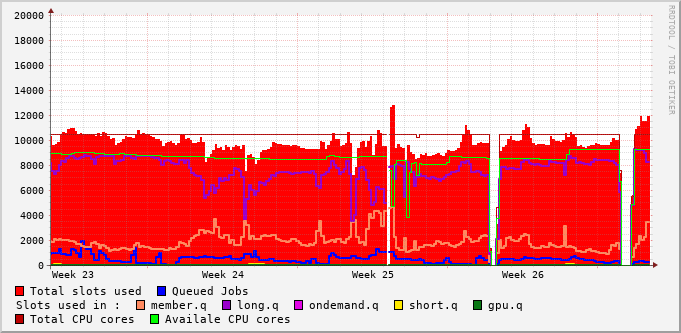 20000
18000
16000
14000
12000
10000
8000
6000
4000
2000
0
Week 23 Week 24 Week 25 Week 26
RRDTOOL / TOBI OETIKER
Total slots used Queued Jobs
Slots used in : member.q long.q ondemand.q short.q gpu.q
Total CPU cores Availale CPU cores